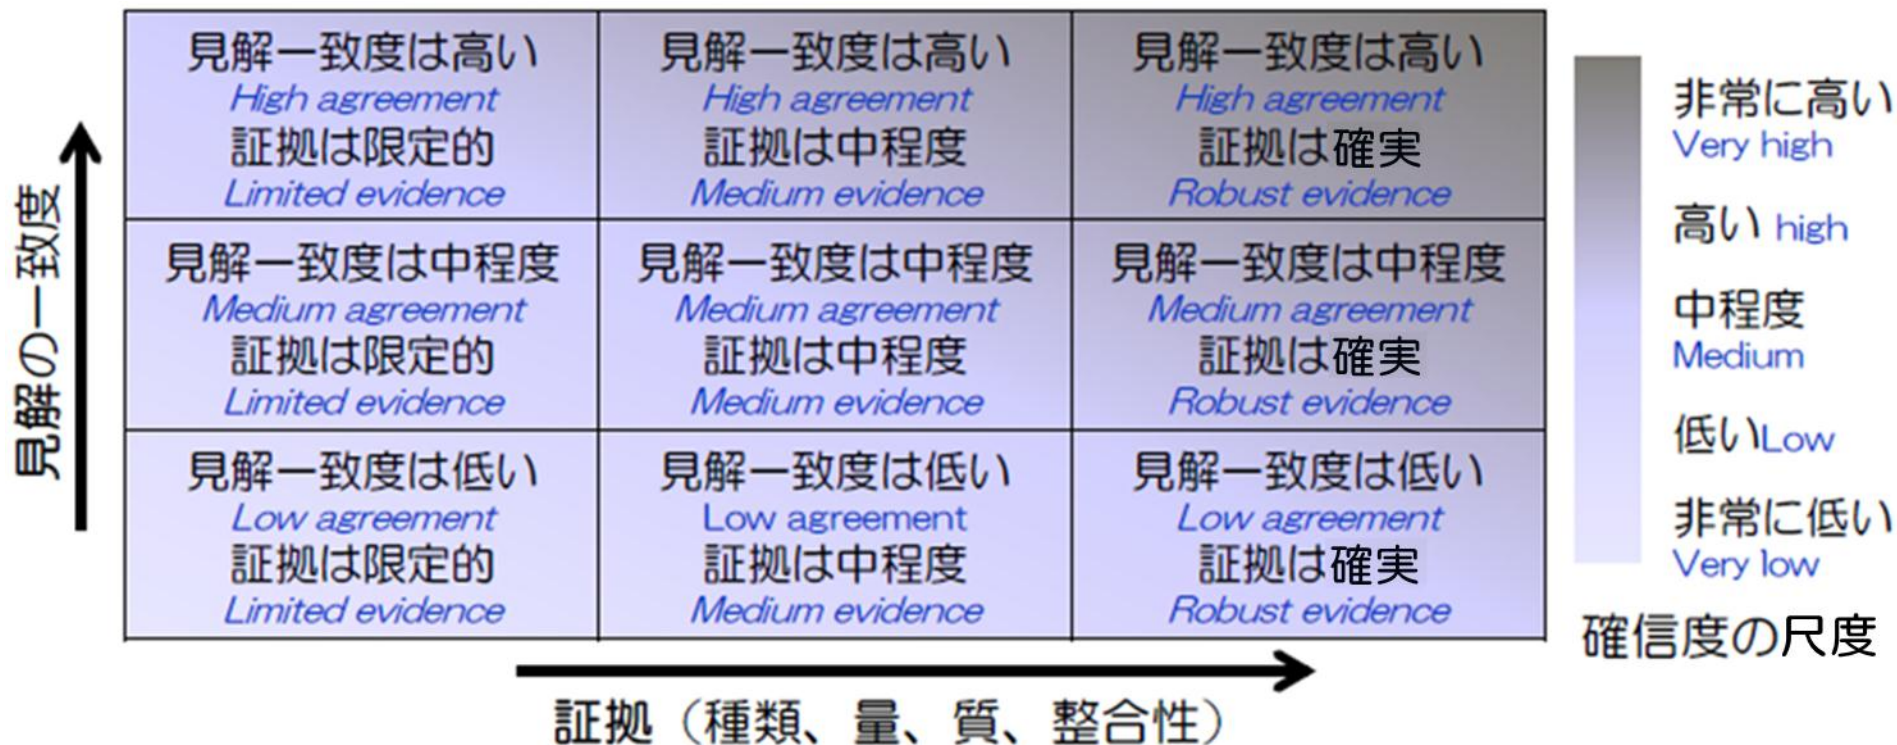 見解の一致度
見解一致度は高い
High agreement
証拠は限定的
Limited evidence
見解一致度は高い
High agreement
証拠は中程度
Medium evidence
見解一致度は高い
High agreement
証拠は確実
Robust evidence
見解一致度は中程度
Medium agreement
証拠は限定的
Limited evidence
見解一致度は中程度
Medium agreement
証拠は中程度
Medium evidence
見解一致度は中程度
Medium agreement
証拠は確実
Robust evidence
見解一致度は低い
Low agreement
証拠は限定的
Limited evidence
見解一致度は低い
Low agreement
証拠は中程度
Medium evidence
見解一致度は低い
Low agreement
証拠は確実
Robust evidence
証拠（種類、量、質、整合性）
非常に高い
Very high
高い high
中程度
Medium
低いLow
非常に低い
Very low
確信度の尺度